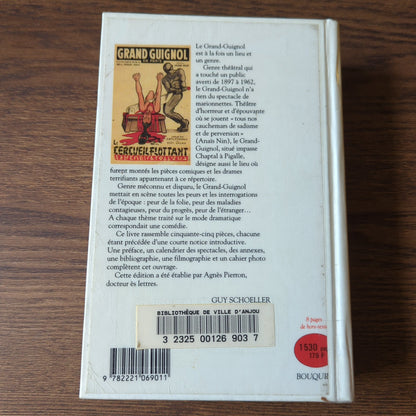 GRAND GUIGNOL
LE CERCUEIL FLOTTANT
Le Grand-Guignol
est à la fois un lieu et
un genre.
Genre théâtral qui
a touché un public
averti de 1897 à 1962,
le Grand-Guignol n'a
rien du spectacle de
marionnettes. Théâtre
d'horreur et d'épouvante
où se jouent « tous nos
cauchemars de sadisme
et de perversion »
(Anaïs Nin), le Grand-
Guignol, situé impasse
Chaptal à Pigalle,
désigne aussi le lieu où
furent montés les pièces comiques et les drames
terrifiants appartenant à ce répertoire.
Genre méconnu et disparu, le Grand-Guignol
mettait en scène toutes les peurs et les interrogations
de l'époque : peur de la folie, peur des maladies
contagieuses, peur du progrès, peur de l'étranger...
A chaque thème traité sur le mode dramatique
correspondait une comédie.
Ce livre rassemble cinquante-cinq pièces, chacune
étant précédée d'une courte notice introductive.
Une préface, un calendrier des spectacles, des annexes,
une bibliographie, une filmographie et un cahier photo
complètent cet ouvrage.
Cette édition a été établie par Agnès Pierron,
docteur ès lettres.
GUY SCHOELLER
BIBLIOTHÈQUE DE VILLE D'ANJOU
3 2325 00126 903 7
8 pages
de hors-texte
1 530
179 F
9 782221 069011
BOUQUI